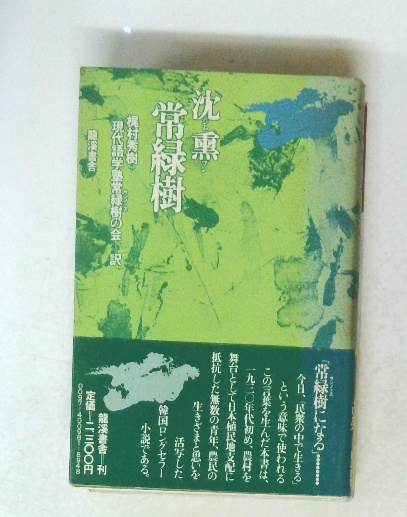 沈熏
常緑樹
梶村秀樹
現代語学塾常緑樹の会
訳
龍溪書舎
「常緑樹になる」………
今日、「民衆の中で生きる」
という意味で使われる
この言葉を生んだ本書は、
一九三〇年代初め、農村を
舞台として日本植民地支配に
抵抗した無数の青年、農民の
生きざまと想いを
活写した
韓国ロングセラー
小説である。
龍溪書舎—刊
定価—二、三〇〇円
0097-400981-8948